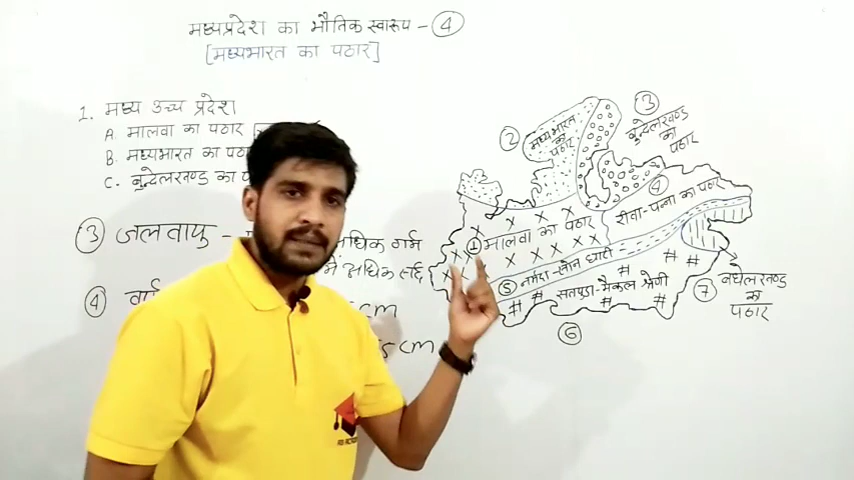 मध्यप्रदेश का भौतिक स्वारूप - 4
[मध्यभारत का पठार]
1. मध्य उच्च प्रदेश
A. मालवा का पठार
B. मध्यभारत का पठा
C. बुन्देलखण्ड का प
3 जलवायु - अधिक गर्म
में अधिक सर्द
4 cm
cm
2 मध्यभारत का पठार
3 बुन्देलखण्ड का पठार
4 रीवा-पन्ना का पठार
1 मालवा का पठार
5 नर्मदा-सोन घाटी
सतपुड़ा-मैकल श्रेणी
6
7 बघेलखण्ड का पठार